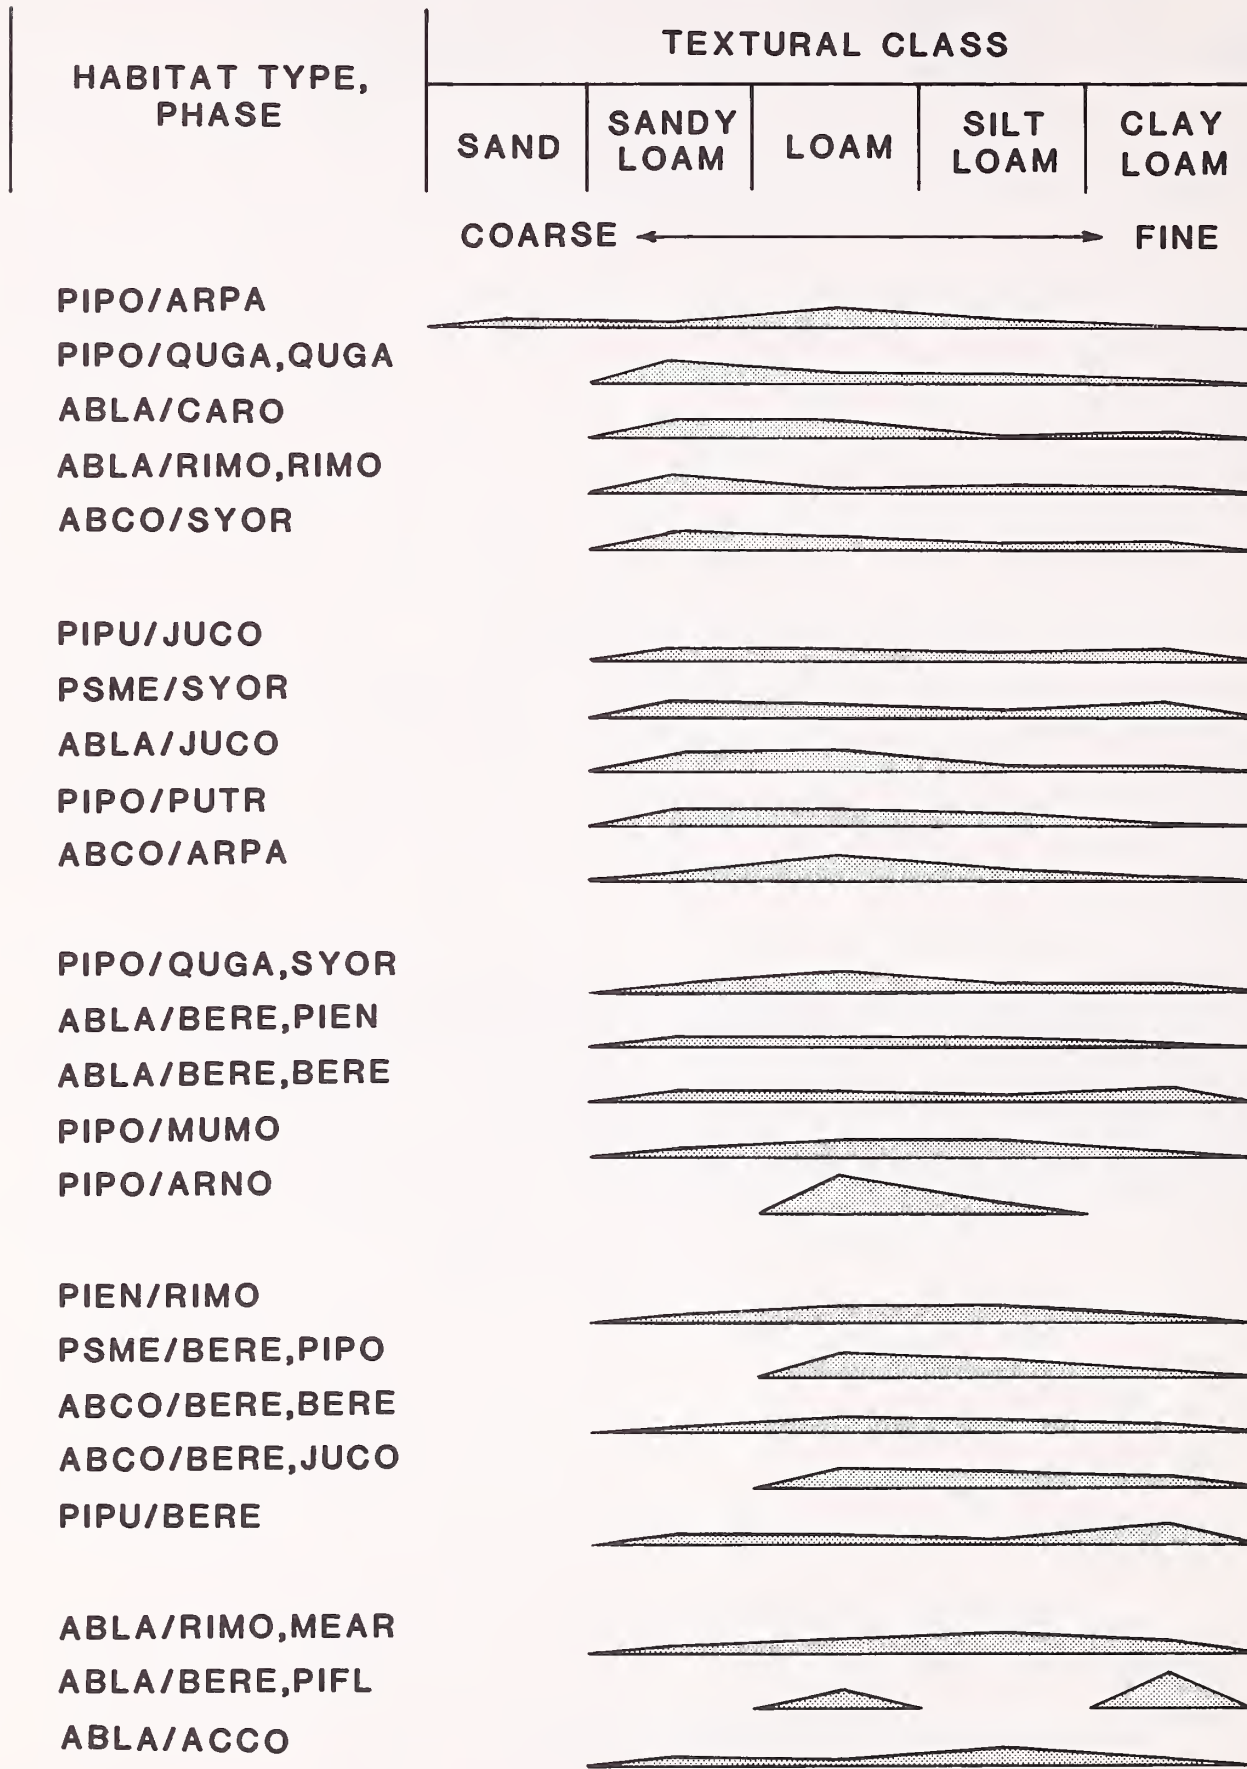 TEXTURAL CLASS
HABITAT TYPE,
PHASE
SAND
SANDY
LOAM
LOAM
SILT
LOAM
CLAY
LOAM
COARSE
FINE
PIPO/ARPA
PIPO/QUGA,QUGA
ABLA/CARO
ABLA/RIMO,RIMO
ABCO/SYOR
PIPU/JUCO
PSME/SYOR
ABLA/JUCO
PIPO/PUTR
ABCO/ARPA
PIPO/QUGA,SYOR
ABLA/BERE,PIEN
ABLA/BERE,BERE
PIPO/MUMO
PIPO/ARNO
PIEN/RIMO
PSME/BERE,PIPO
ABCO/BERE,BERE
ABCO/BERE,JUCO
PIPU/BERE
ABLA/RIMO,MEAR
ABLA/BERE,PIFL
ABLA/ACCO